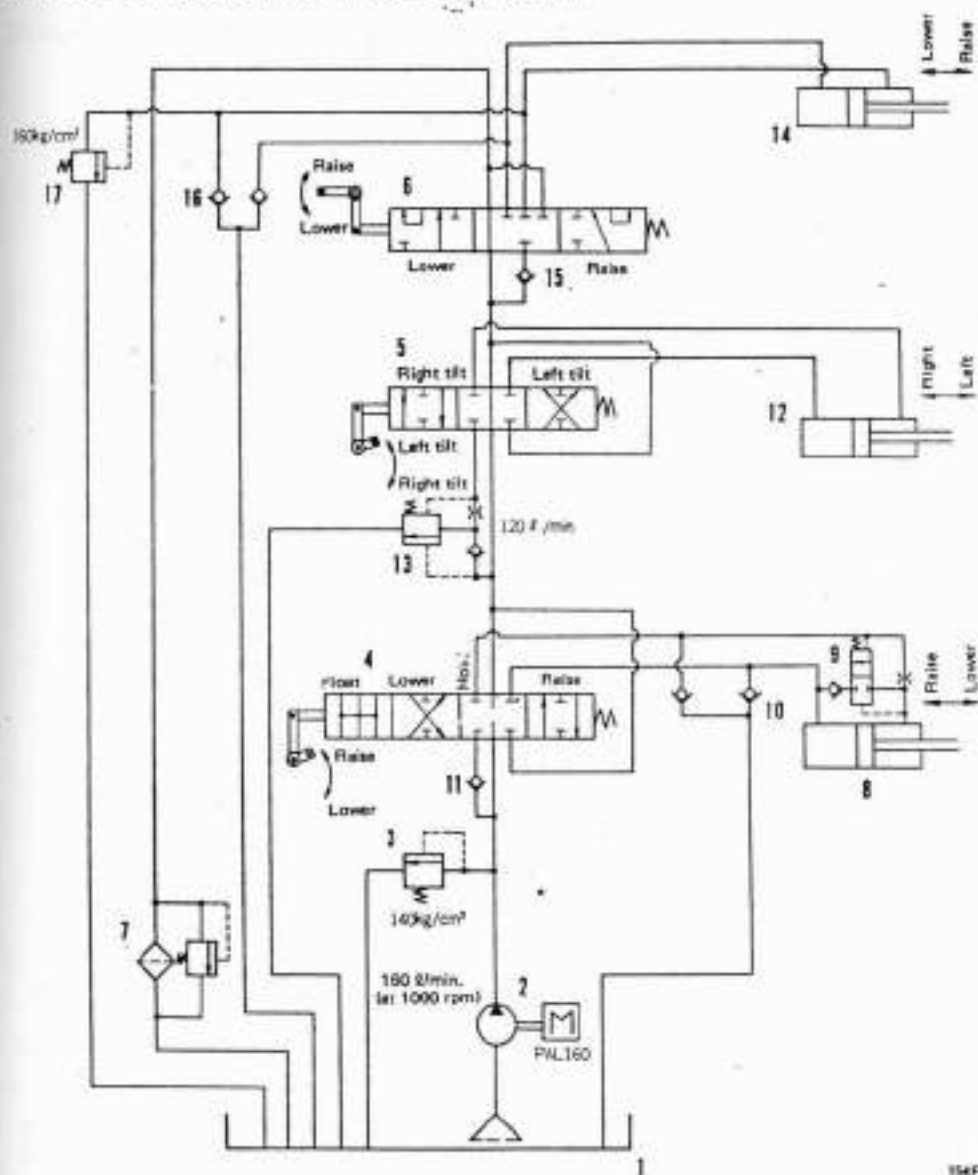 Lower
Raise
14
160kg/cm²
17
16
Raise
Lower
6
Lower
Raise
15
5
Right tilt
Left tilt
Right
Left
12
Left tilt
Right tilt
13
120 ℓ/min
4
Float
Lower
Raise
9
Raise
Lower
10
8
Raise
Lower
11
3
140kg/cm²
7
160 ℓ/min.
(at 1000 rpm)
2
M
PAL160
1